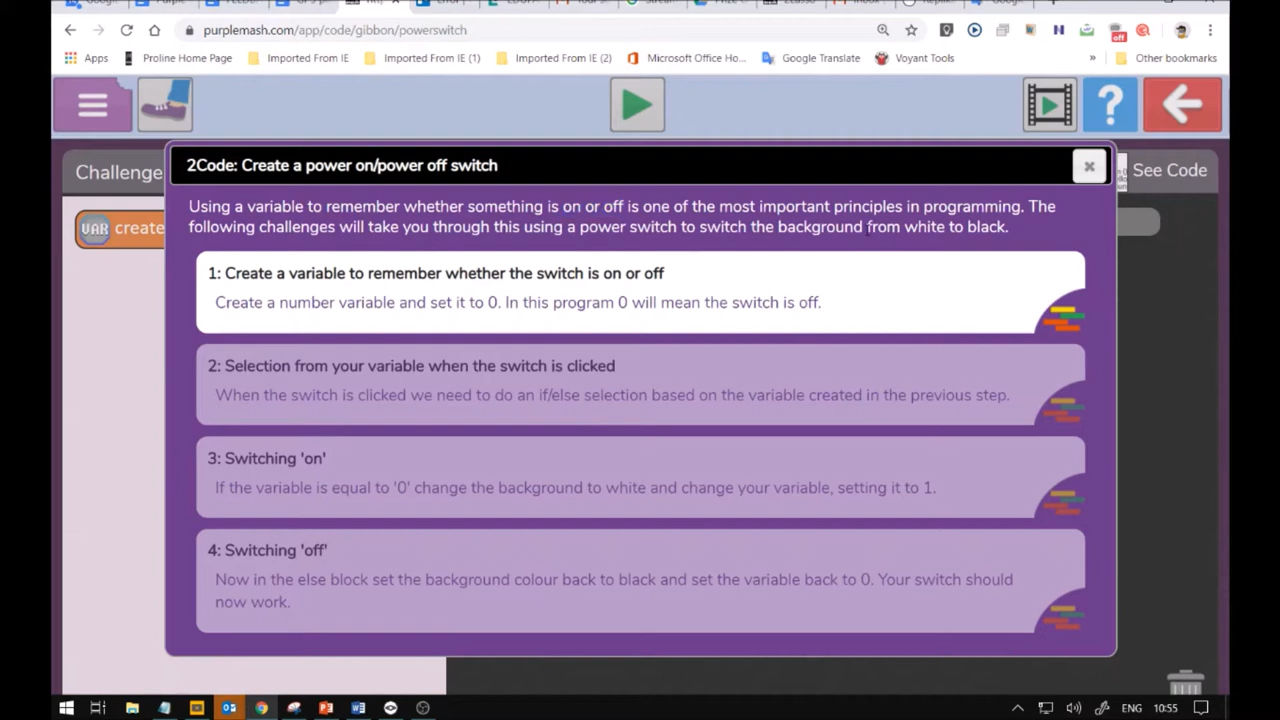 purplemash.com/app/code/gibbon/powerswitch
off
Apps Proline Home Page Imported From IE Imported From IE (1) Imported From IE (2) Microsoft Office Ho... Google Translate Voyant Tools » Other bookmarks
?
2Code: Create a power on/power off switch
×
Challenge
See Code
VAR create
Using a variable to remember whether something is on or off is one of the most important principles in programming. The
following challenges will take you through this using a power switch to switch the background from white to black.
1: Create a variable to remember whether the switch is on or off
Create a number variable and set it to 0. In this program 0 will mean the switch is off.
2: Selection from your variable when the switch is clicked
When the switch is clicked we need to do an if/else selection based on the variable created in the previous step.
3: Switching 'on'
If the variable is equal to '0' change the background to white and change your variable, setting it to 1.
4: Switching 'off'
Now in the else block set the background colour back to black and set the variable back to 0. Your switch should
now work.
ENG 10:55